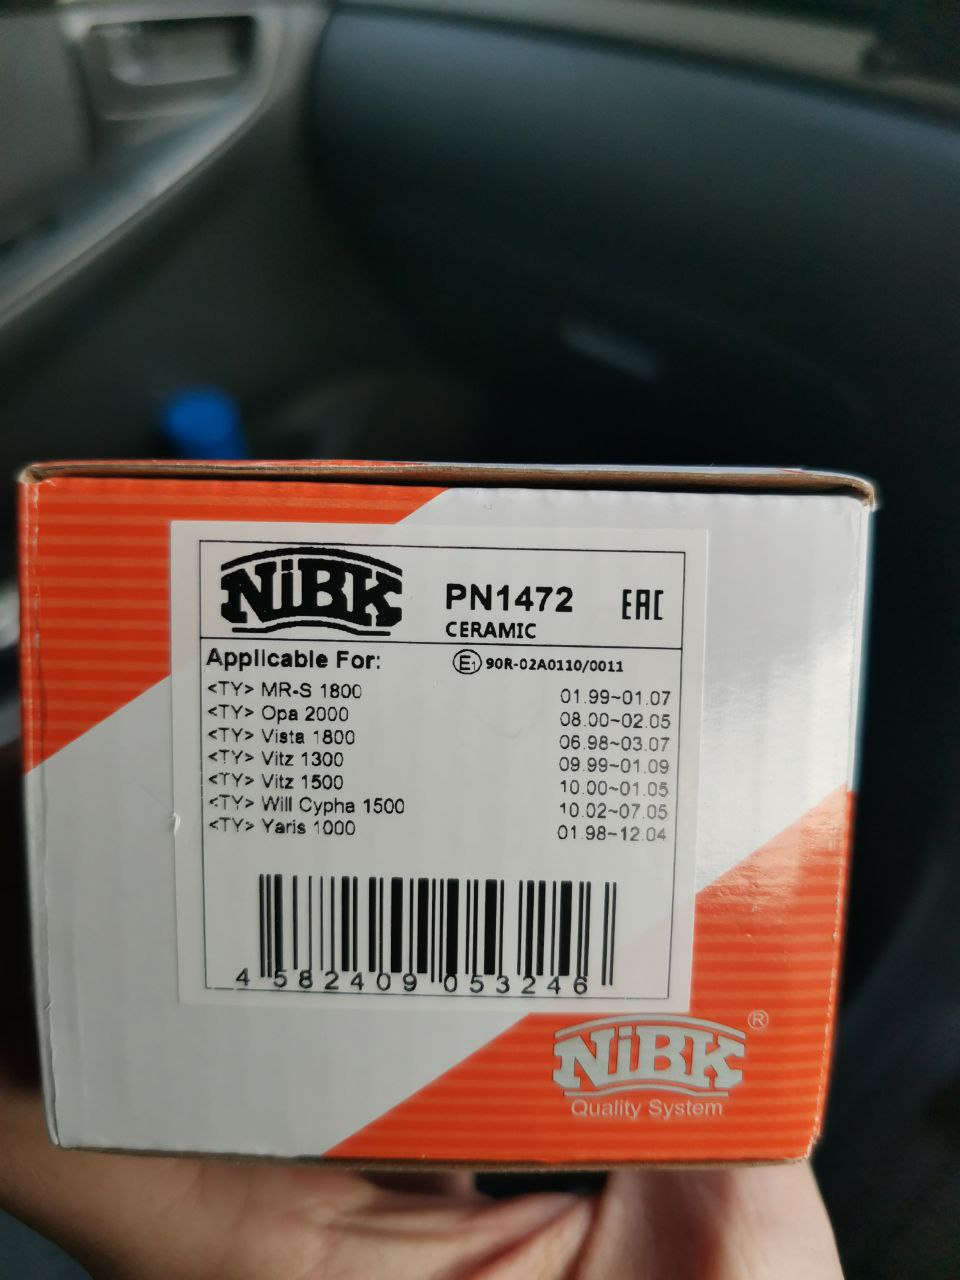 NiBK
PN1472
EAC
CERAMIC
Applicable For:
E1 90R-02A0110/0011
<TY> MR-S 1800 01.99~01.07
<TY> Opa 2000 08.00~02.05
<TY> Vista 1800 06.98~03.07
<TY> Vitz 1300 09.99~01.09
<TY> Vitz 1500 10.00~01.05
<TY> Will Cypha 1500 10.02~07.05
<TY> Yaris 1000 01.98~12.04
4 582409 053246
NiBK ®
Quality System